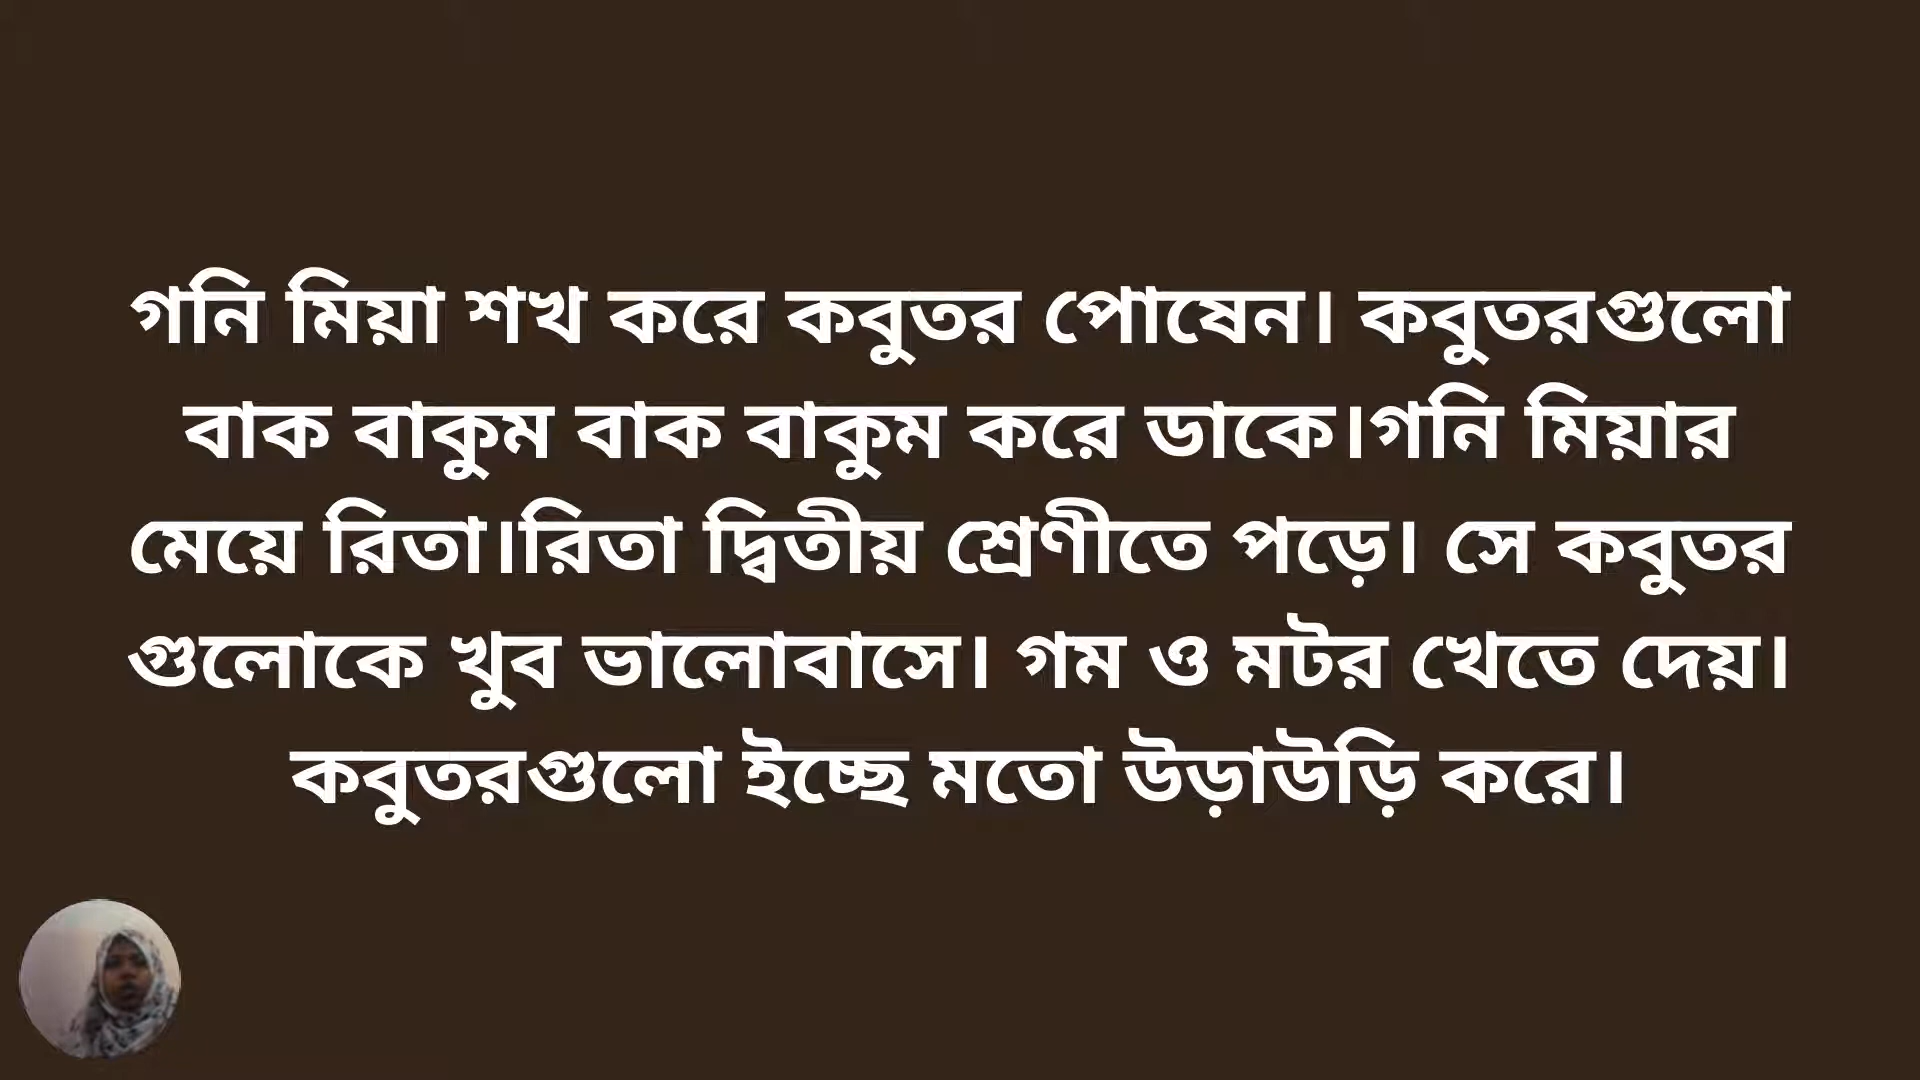 গনি মিয়া শখ করে কবুতর পোষেন। কবুতরগুলো
বাক বাকুম বাক বাকুম করে ডাকে।গনি মিয়ার
মেয়ে রিতা।রিতা দ্বিতীয় শ্রেণীতে পড়ে। সে কবুতর
গুলোকে খুব ভালোবাসে। গম ও মটর খেতে দেয়।
কবুতরগুলো ইচ্ছে মতো উড়াউড়ি করে।